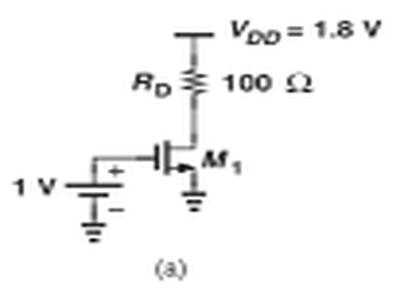 V_DD = 1.8 V
R_D 100 Ω
M_1
1 V
+
−
(a)